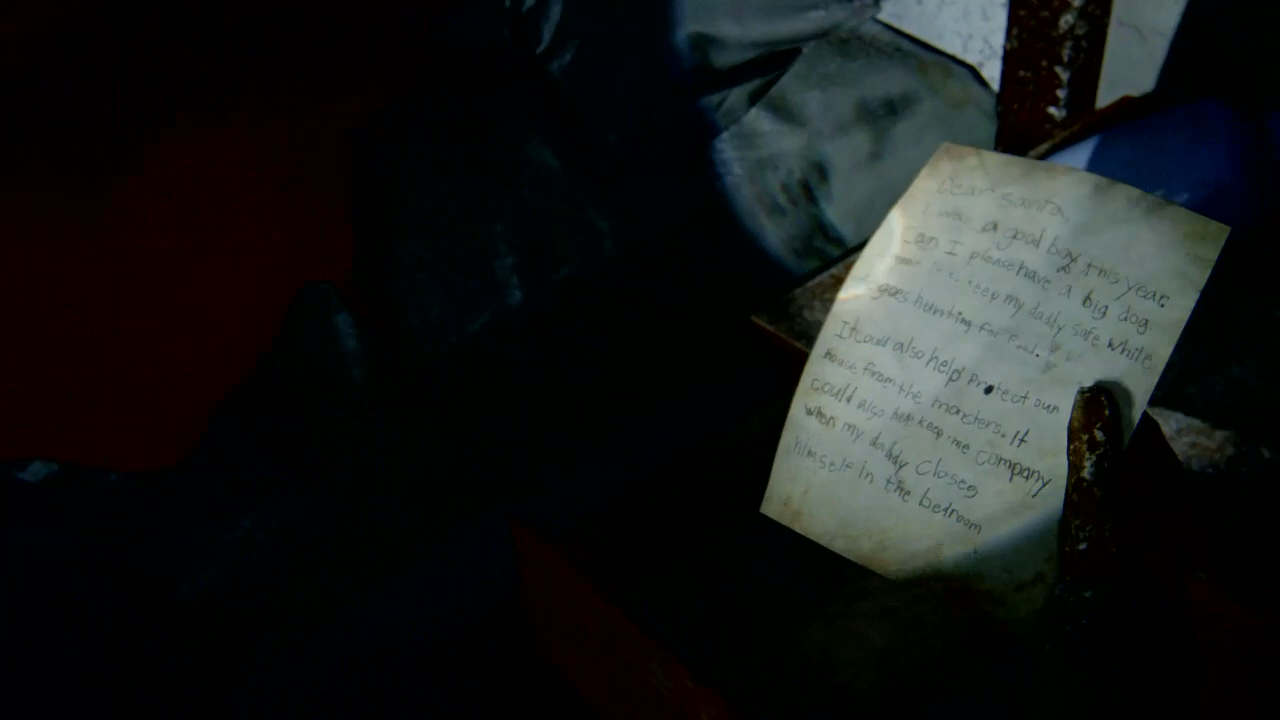 Dear Santa,
I was a good boy this year.
Can I please have a big dog
keep my daddy safe while
goes hunting for food.
It could also help protect our
house from the monsters. It
could also help keep me company
when my daddy closes
himself in the bedroom